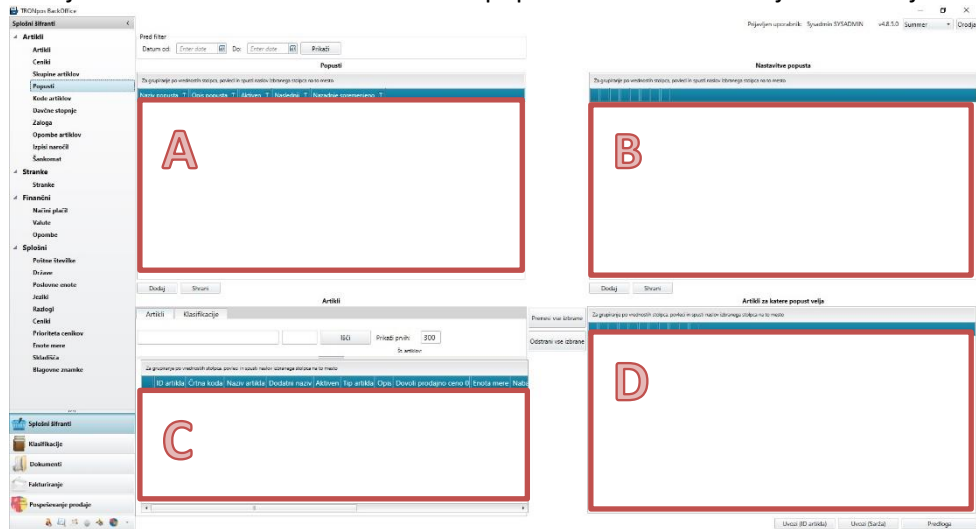 TRONpos BackOffice
Splošni šifranti
Prijavljen uporabnik: Sysadmin SYSADMIN v4.8.5.0 Summer Orodja
Artikli
Artikli
Ceniki
Skupine artiklov
Popusti
Kode artiklov
Davčne stopnje
Zaloga
Opombe artiklov
Izpisi naročil
Šankomat
Stranke
Stranke
Finančni
Načini plačil
Valute
Opombe
Splošni
Poštne številke
Države
Poslovne enote
Jeziki
Razlogi
Ceniki
Prioriteta cenikov
Enote mere
Skladišča
Blagovne znamke
Splošni šifranti
Klasifikacije
Dokumenti
Fakturiranje
Pospeševanje prodaje
Pred filter
Datum od: Enter date Do: Enter date Prikaži
Popusti
Za grupiranje po vrednostih stolpca, povleci in spusti naslov izbranega stolpca na to mesto
Naziv popusta Opis popusta Aktiven Naslednji Nazadnje spremenjeno
A
Dodaj Shrani
Nastavitve popusta
Za grupiranje po vrednostih stolpca, povleci in spusti naslov izbranega stolpca na to mesto
B
Dodaj Shrani
Artikli
Artikli Klasifikacije
Išči Prikaži prvih: 300
Št. artiklov:
Za grupiranje po vrednostih stolpca, povleci in spusti naslov izbranega stolpca na to mesto
ID artikla Črtna koda Naziv artikla Dodatni naziv Aktiven Tip artikla Opis Dovoli prodajno ceno 0 Enota mere Naba
C
Prenesi vse izbrane
Odstrani vse izbrane
Artikli za katere popust velja
Za grupiranje po vrednostih stolpca, povleci in spusti naslov izbranega stolpca na to mesto
D
Uvozi (ID artikla) Uvozi (Šarža) Predloga